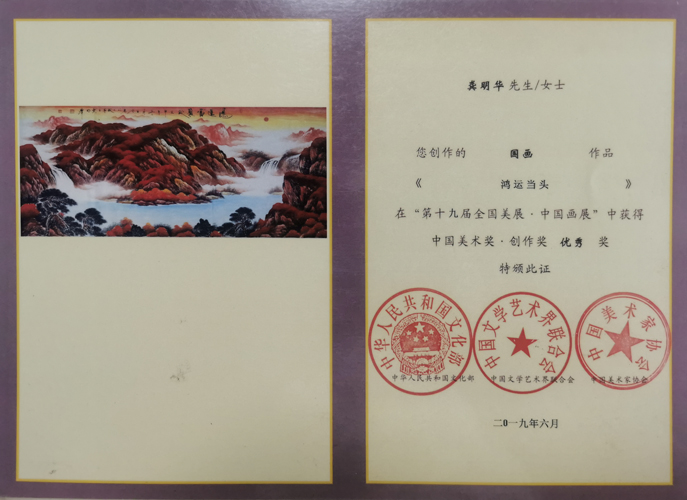 龚明华 先生/女士
您创作的 国画 作品
《 鸿运当头 》
在“第十九届全国美展·中国画展”中获得
中国美术奖·创作奖 优秀 奖
特颁此证
中华人民共和国文化部
中国文学艺术界联合会
中国美术家协会
中华人民共和国文化部 中国文学艺术界联合会 中国美术家协会
二〇一九年六月